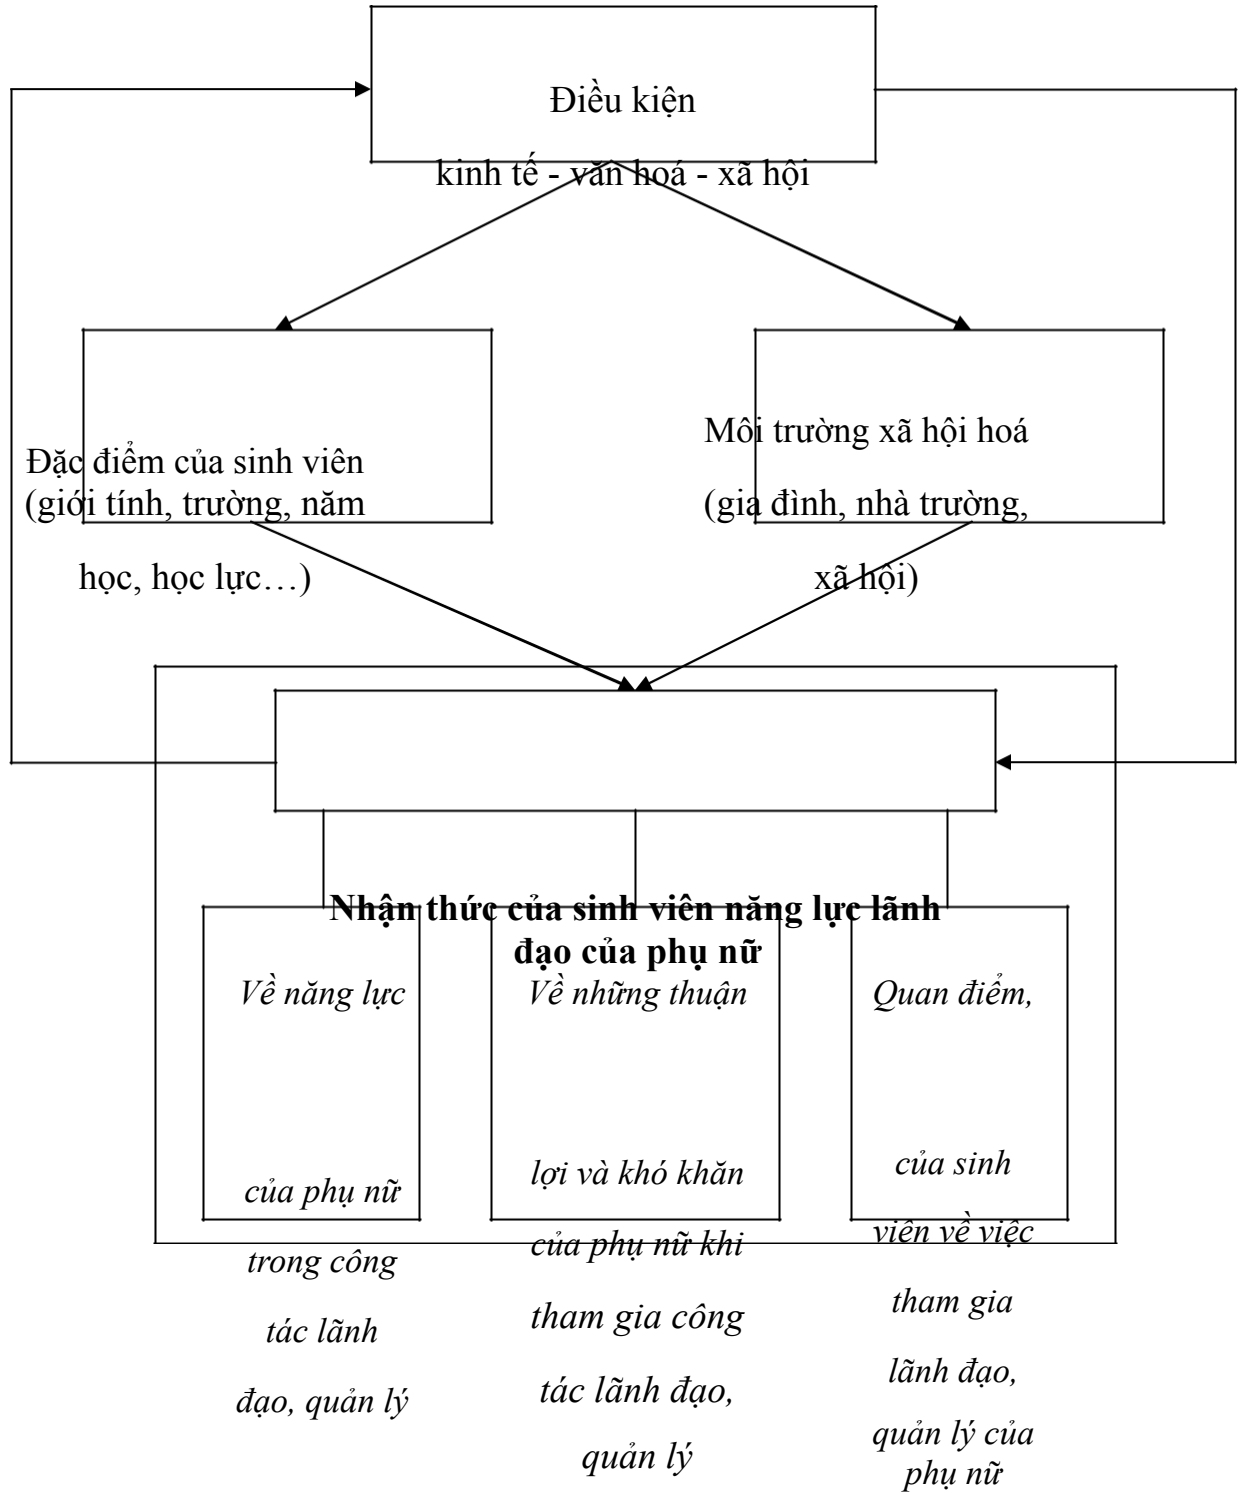 Điều kiện
kinh tế - văn hoá - xã hội
Đặc điểm của sinh viên
(giới tính, trường, năm
học, học lực…)
Môi trường xã hội hoá
(gia đình, nhà trường,
xã hội)
Nhận thức của sinh viên năng lực lãnh
đạo của phụ nữ
Về năng lực
của phụ nữ
trong công
tác lãnh
đạo, quản lý
Về những thuận
lợi và khó khăn
của phụ nữ khi
tham gia công
tác lãnh đạo,
quản lý
Quan điểm,
của sinh
viên về việc
tham gia
lãnh đạo,
quản lý của
phụ nữ